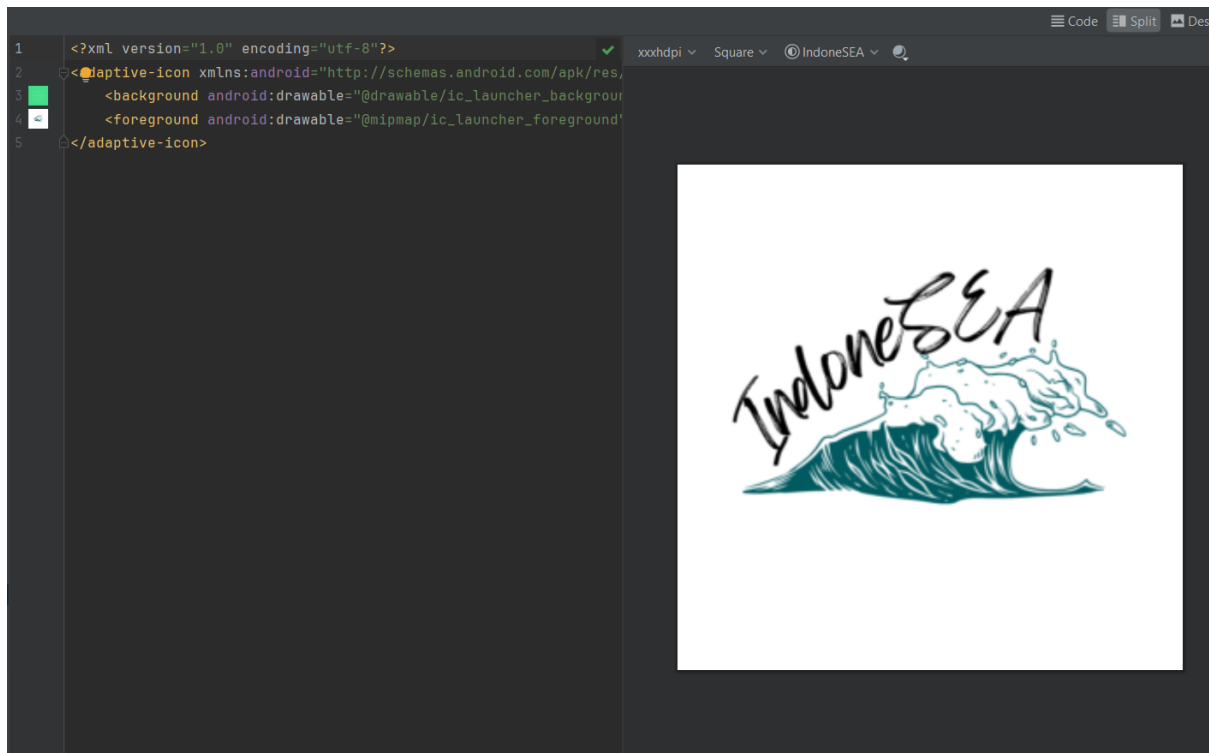 Code Split Des
xxxhdpi Square IndoneSEA
1 <?xml version="1.0" encoding="utf-8"?>
2 <adaptive-icon xmlns:android="http://schemas.android.com/apk/res/
3 <background android:drawable="@drawable/ic_launcher_backgroun
4 <foreground android:drawable="@mipmap/ic_launcher_foreground"
5 </adaptive-icon>
IndoneSEA